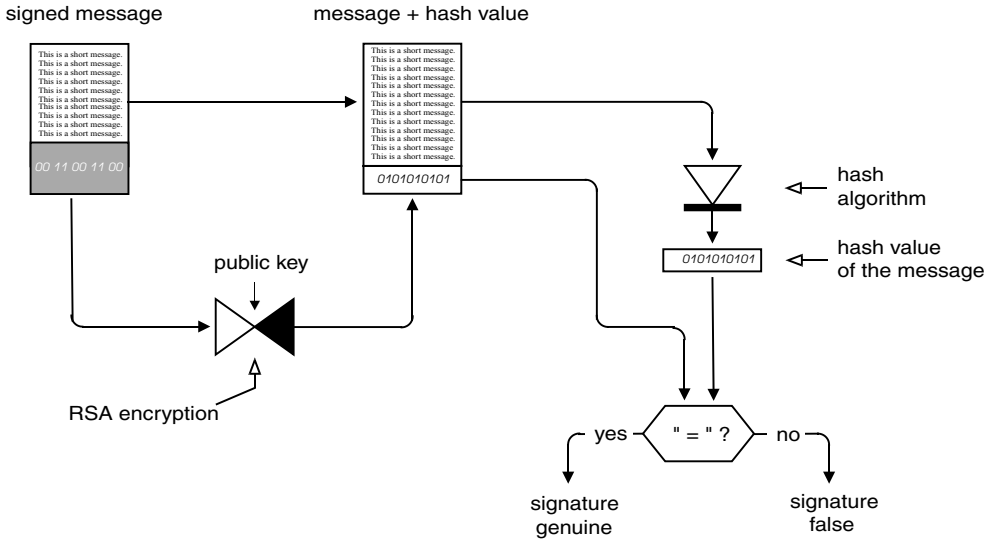 signed message
This is a short message.
This is a short message.
This is a short message.
This is a short message.
This is a short message.
This is a short message.
This is a short message.
This is a short message.
This is a short message.
This is a short message.
00 11 00 11 00
message + hash value
This is a short message.
This is a short message.
This is a short message.
This is a short message.
This is a short message.
This is a short message.
This is a short message.
This is a short message.
This is a short message.
This is a short message.
This is a short message.
This is a short message
This is a short message.
0101010101
hash
algorithm
0101010101
hash value
of the message
public key
RSA encryption
yes
" = " ?
no
signature
genuine
signature
false